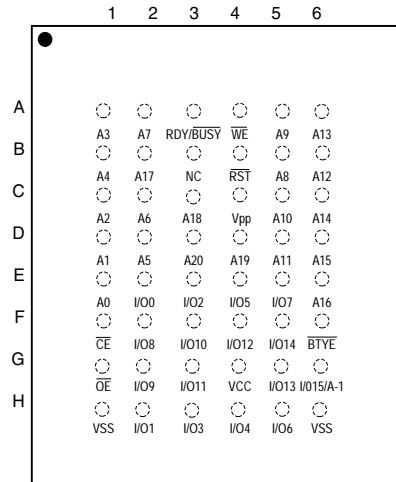 1 2 3 4 5 6
A
A3 A7 RDY/BUSY WE A9 A13
B
A4 A17 NC RST A8 A12
C
A2 A6 A18 Vpp A10 A14
D
A1 A5 A20 A19 A11 A15
E
A0 I/O0 I/O2 I/O5 I/O7 A16
F
CE I/O8 I/O10 I/O12 I/O14 BTYE
G
OE I/O9 I/O11 VCC I/O13 I/015/A-1
H
VSS I/O1 I/O3 I/O4 I/O6 VSS